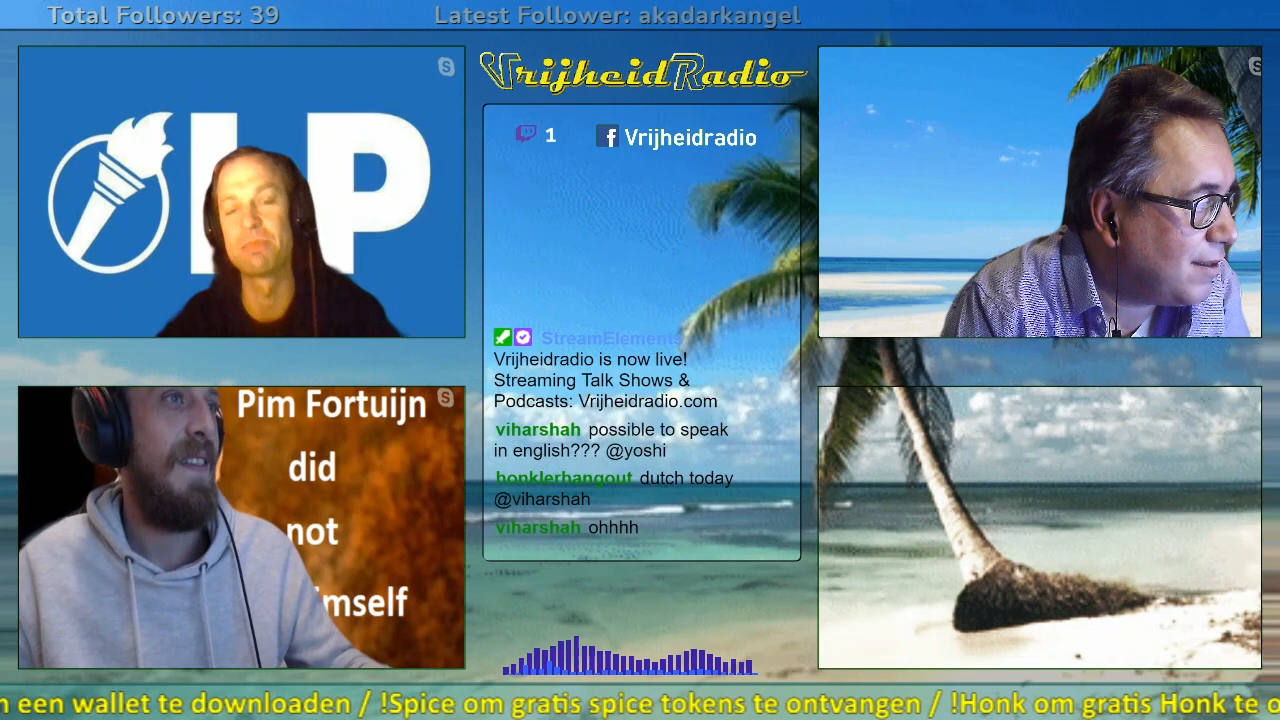 Total Followers: 39
Latest Follower: akadarkangel
LP
VrijheidRadio
1
Vrijheidradio
StreamElements
Vrijheidradio is now live!
Streaming Talk Shows &
Podcasts: Vrijheidradio.com
viharshah possible to speak
in english??? @yoshi
honklerhangout dutch today
@viharshah
viharshah ohhhh
Pim Fortuijn
did
not
imself
een wallet te downloaden / !Spice om gratis spice tokens te ontvangen / !Honk om gratis Honk te